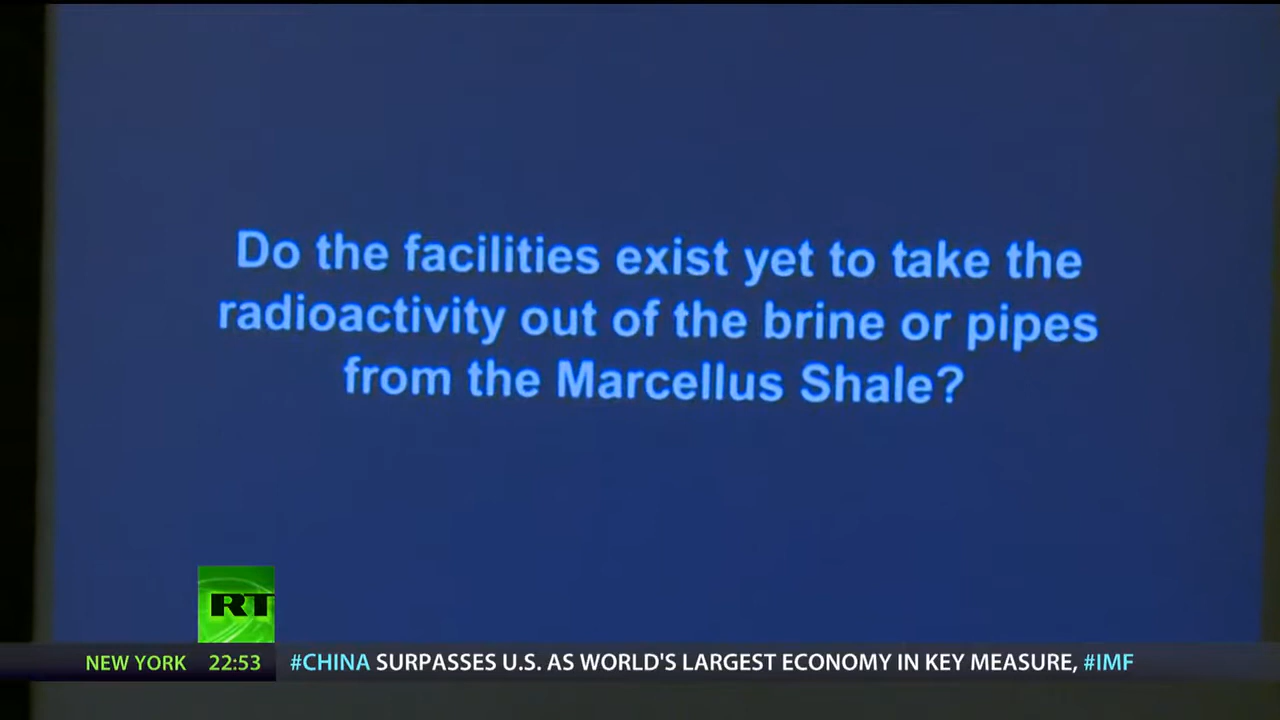 Do the facilities exist yet to take the
radioactivity out of the brine or pipes
from the Marcellus Shale?
RT
NEW YORK 22:53 #CHINA SURPASSES U.S. AS WORLD'S LARGEST ECONOMY IN KEY MEASURE, #IMF